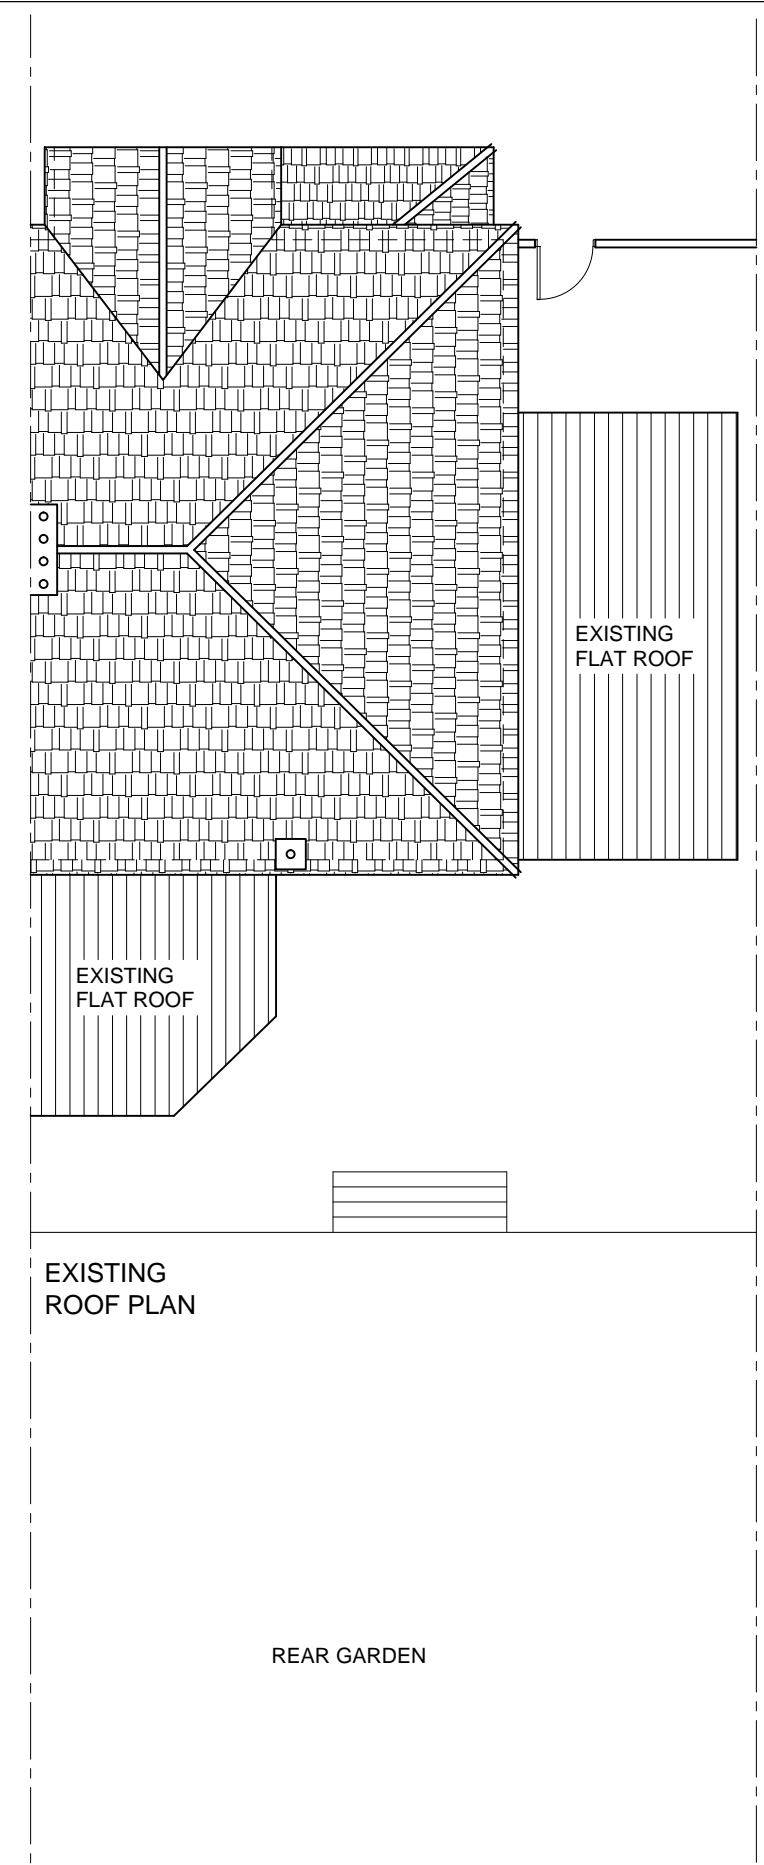 EXISTING
FLAT ROOF
EXISTING
FLAT ROOF
EXISTING
ROOF PLAN
REAR GARDEN